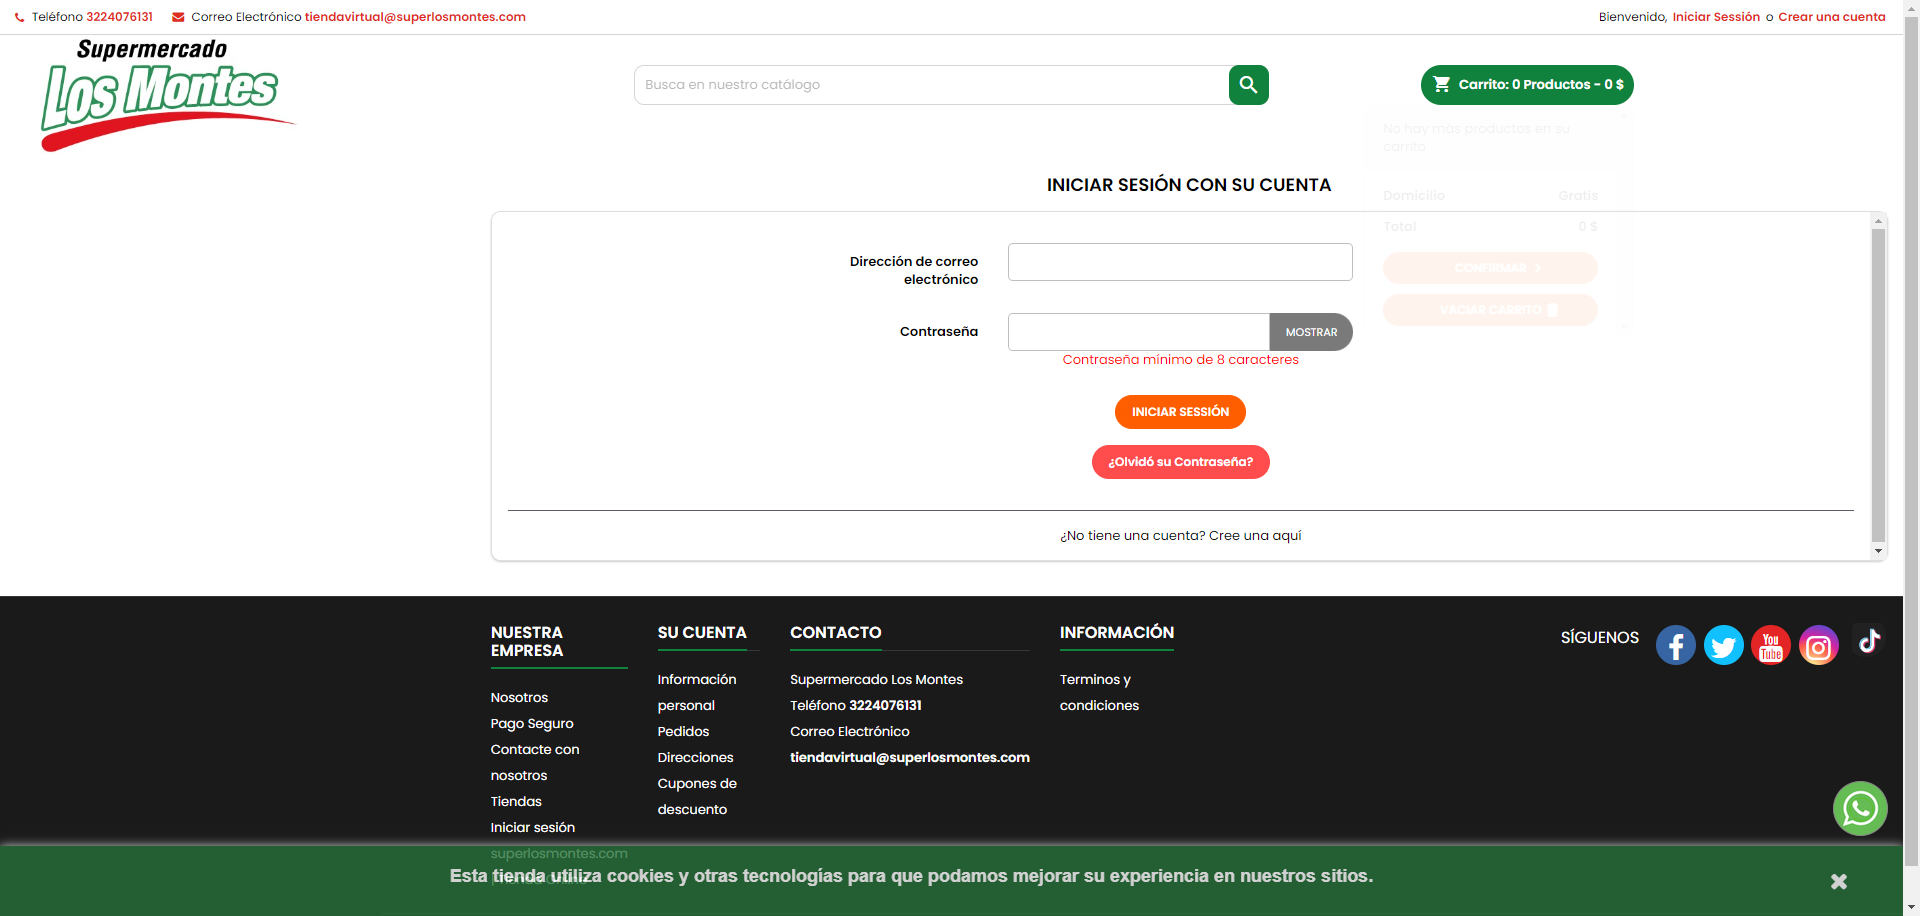 Teléfono 3224076131 Correo Electrónico tiendavirtual@superlosmontes.com
Bienvenido, Iniciar Sessión o Crear una cuenta
Supermercado
Los Montes
Busca en nuestro catálogo
Carrito: 0 Productos - 0 $
No hay más productos en su
carrito
Domicilio Gratis
Total 0 $
CONFIRMAR
VACIAR CARRITO
INICIAR SESIÓN CON SU CUENTA
Dirección de correo
electrónico
Contraseña
MOSTRAR
Contraseña mínimo de 8 caracteres
INICIAR SESSIÓN
¿Olvidó su Contraseña?
¿No tiene una cuenta? Cree una aquí
NUESTRA
EMPRESA
Nosotros
Pago Seguro
Contacte con
nosotros
Tiendas
Iniciar sesión
superlosmontes.com
SU CUENTA
Información
personal
Pedidos
Direcciones
Cupones de
descuento
CONTACTO
Supermercado Los Montes
Teléfono 3224076131
Correo Electrónico
tiendavirtual@superlosmontes.com
INFORMACIÓN
Terminos y
condiciones
SÍGUENOS
You
Tube
Esta tienda utiliza cookies y otras tecnologías para que podamos mejorar su experiencia en nuestros sitios.